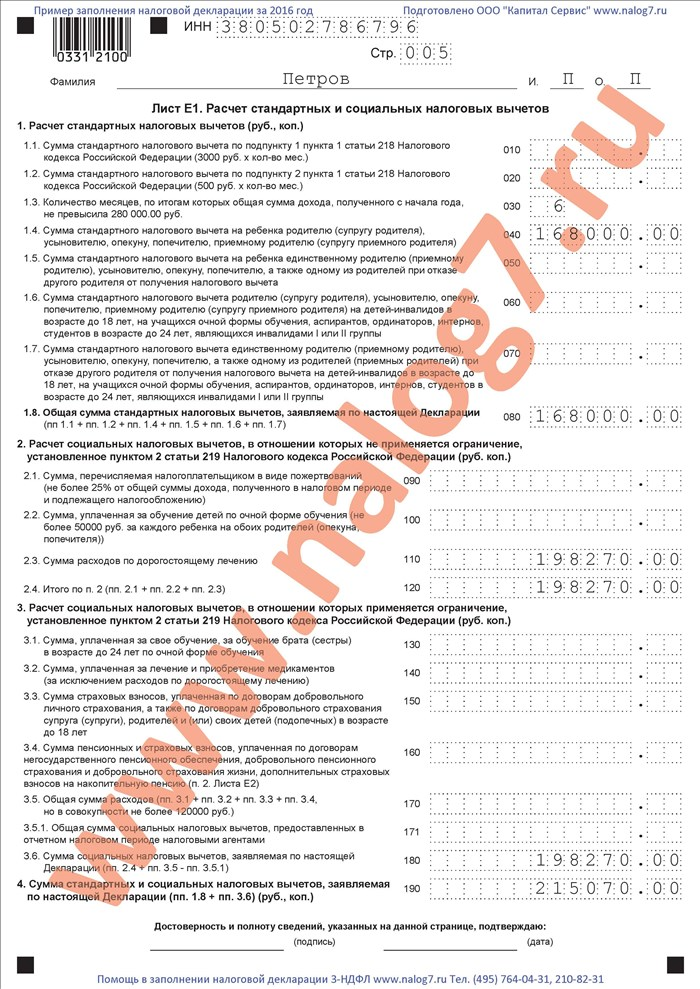 Пример заполнения налоговой декларации за 2016 год Подготовлено ООО "Капитал Сервис" www.nalog7.ru
ИНН 380502786796
0331 2100
Стр. 005
Фамилия Петров И. П О. П
Лист Е1. Расчет стандартных и социальных налоговых вычетов
1. Расчет стандартных налоговых вычетов (руб., коп.)
1.1. Сумма стандартного налогового вычета по подпункту 1 пункта 1 статьи 218 Налогового
кодекса Российской Федерации (3000 руб. х кол-во мес.) 010 .
1.2. Сумма стандартного налогового вычета по подпункту 2 пункта 1 статьи 218 Налогового
кодекса Российской Федерации (500 руб. х кол-во мес.) 020 .
1.3. Количество месяцев, по итогам которых общая сумма дохода, полученного с начала года,
не превысила 280 000.00 руб. 030 6
1.4. Сумма стандартного налогового вычета на ребенка родителю (супругу родителя),
усыновителю, опекуну, попечителю, приемному родителю (супругу приемного родителя) 040 168000.00
1.5. Сумма стандартного налогового вычета на ребенка единственному родителю (приемному
родителю), усыновителю, опекуну, попечителю, а также одному из родителей при отказе
другого родителя от получения налогового вычета 050 .
1.6. Сумма стандартного налогового вычета родителю (супругу родителя), усыновителю, опекуну,
попечителю, приемному родителю (супругу приемного родителя) на детей-инвалидов в
возрасте до 18 лет, на учащихся очной формы обучения, аспирантов, ординаторов, интернов,
студентов в возрасте до 24 лет, являющихся инвалидами I или II группы 060 .
1.7. Сумма стандартного налогового вычета единственному родителю (приемному родителю),
усыновителю, опекуну, попечителю, а также одному из родителей (приемных родителей) при
отказе другого родителя от получения налогового вычета на детей-инвалидов в возрасте до
18 лет, на учащихся очной формы обучения, аспирантов, ординаторов, интернов, студентов в
возрасте до 24 лет, являющихся инвалидами I или II группы 070 .
1.8. Общая сумма стандартных налоговых вычетов, заявляемая по настоящей Декларации
(пп 1.1 + пп. 1.2 + пп. 1.4 + пп. 1.5 + пп. 1.6 + пп. 1.7) 080 168000.00
2. Расчет социальных налоговых вычетов, в отношении которых не применяется ограничение,
установленное пунктом 2 статьи 219 Налогового кодекса Российской Федерации (руб. коп.)
2.1. Сумма, перечисляемая налогоплательщиком в виде пожертвований
(не более 25% от общей суммы дохода, полученного в налоговом периоде
и подлежащего налогообложению) 090 .
2.2. Сумма, уплаченная за обучение детей по очной форме обучения (не
более 50000 руб. за каждого ребенка на обоих родителей (опекуна,
попечителя)) 100 .
2.3. Сумма расходов по дорогостоящему лечению 110 198270.00
2.4. Итого по п. 2 (пп. 2.1 + пп. 2.2 + пп. 2.3) 120 198270.00
3. Расчет социальных налоговых вычетов, в отношении которых применяется ограничение,
установленное пунктом 2 статьи 219 Налогового кодекса Российской Федерации (руб. коп.)
3.1. Сумма, уплаченная за свое обучение, за обучение брата (сестры)
в возрасте до 24 лет по очной форме обучения 130 .
3.2. Сумма, уплаченная за лечение и приобретение медикаментов
(за исключением расходов по дорогостоящему лечению) 140 .
3.3. Сумма страховых взносов, уплаченная по договорам добровольного
личного страхования, а также по договорам добровольного страхования
супруга (супруги), родителей и (или) своих детей (подопечных) в возрасте
до 18 лет 150 .
3.4. Сумма пенсионных и страховых взносов, уплаченная по договорам
негосударственного пенсионного обеспечения, добровольного пенсионного
страхования и добровольного страхования жизни, дополнительных страховых
взносов на накопительную пенсию (п. 2. Листа Е2) 160 .
3.5. Общая сумма расходов (пп. 3.1 + пп. 3.2 + пп. 3.3 + пп. 3.4,
но в совокупности не более 120000 руб.) 170 .
3.5.1. Общая сумма социальных налоговых вычетов, предоставленных в
отчетном налоговом периоде налоговыми агентами 171 .
3.6. Сумма социальных налоговых вычетов, заявляемая по настоящей
Декларации (пп. 2.4 + пп. 3.5 - пп. 3.5.1) 180 198270.00
4. Сумма стандартных и социальных налоговых вычетов, заявляемая
по настоящей Декларации (пп. 1.8 + пп. 3.6) (руб., коп.) 190 215070.00
Достоверность и полноту сведений, указанных на данной странице, подтверждаю:
(подпись) (дата)
Помощь в заполнении налоговой декларации 3-НДФЛ www.nalog7.ru Тел. (495) 764-04-31, 210-82-31
www.nalog7.ru